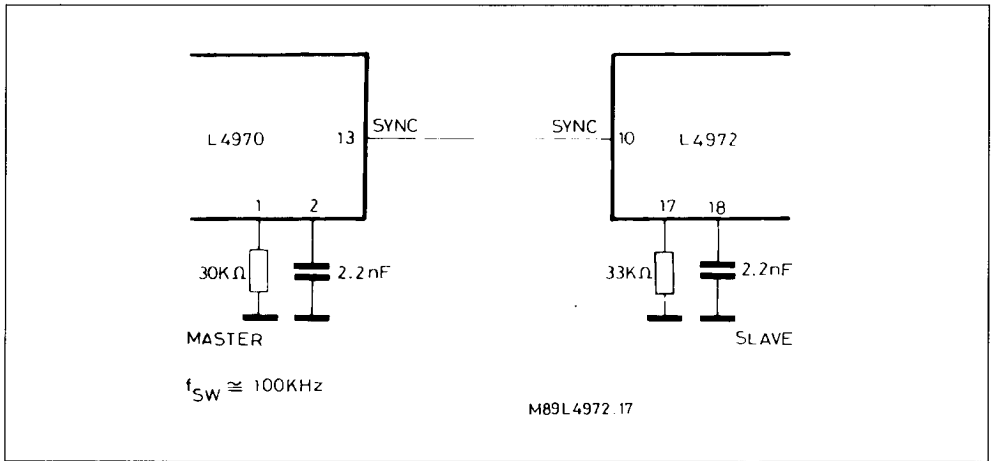 L4970
13
SYNC
SYNC
10
L4972
1
2
17
18
30KΩ
2.2nF
33KΩ
2.2nF
MASTER
SLAVE
fSW ≅ 100KHz
M89L4972.17